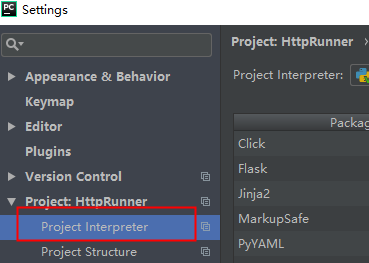 PC
Settings
Appearance & Behavior
Keymap
Editor
Plugins
Version Control
Project: HttpRunner
Project Interpreter
Project Structure
Project: HttpRunner
Project Interpreter:
Click
Flask
Jinja2
MarkupSafe
PyYAML